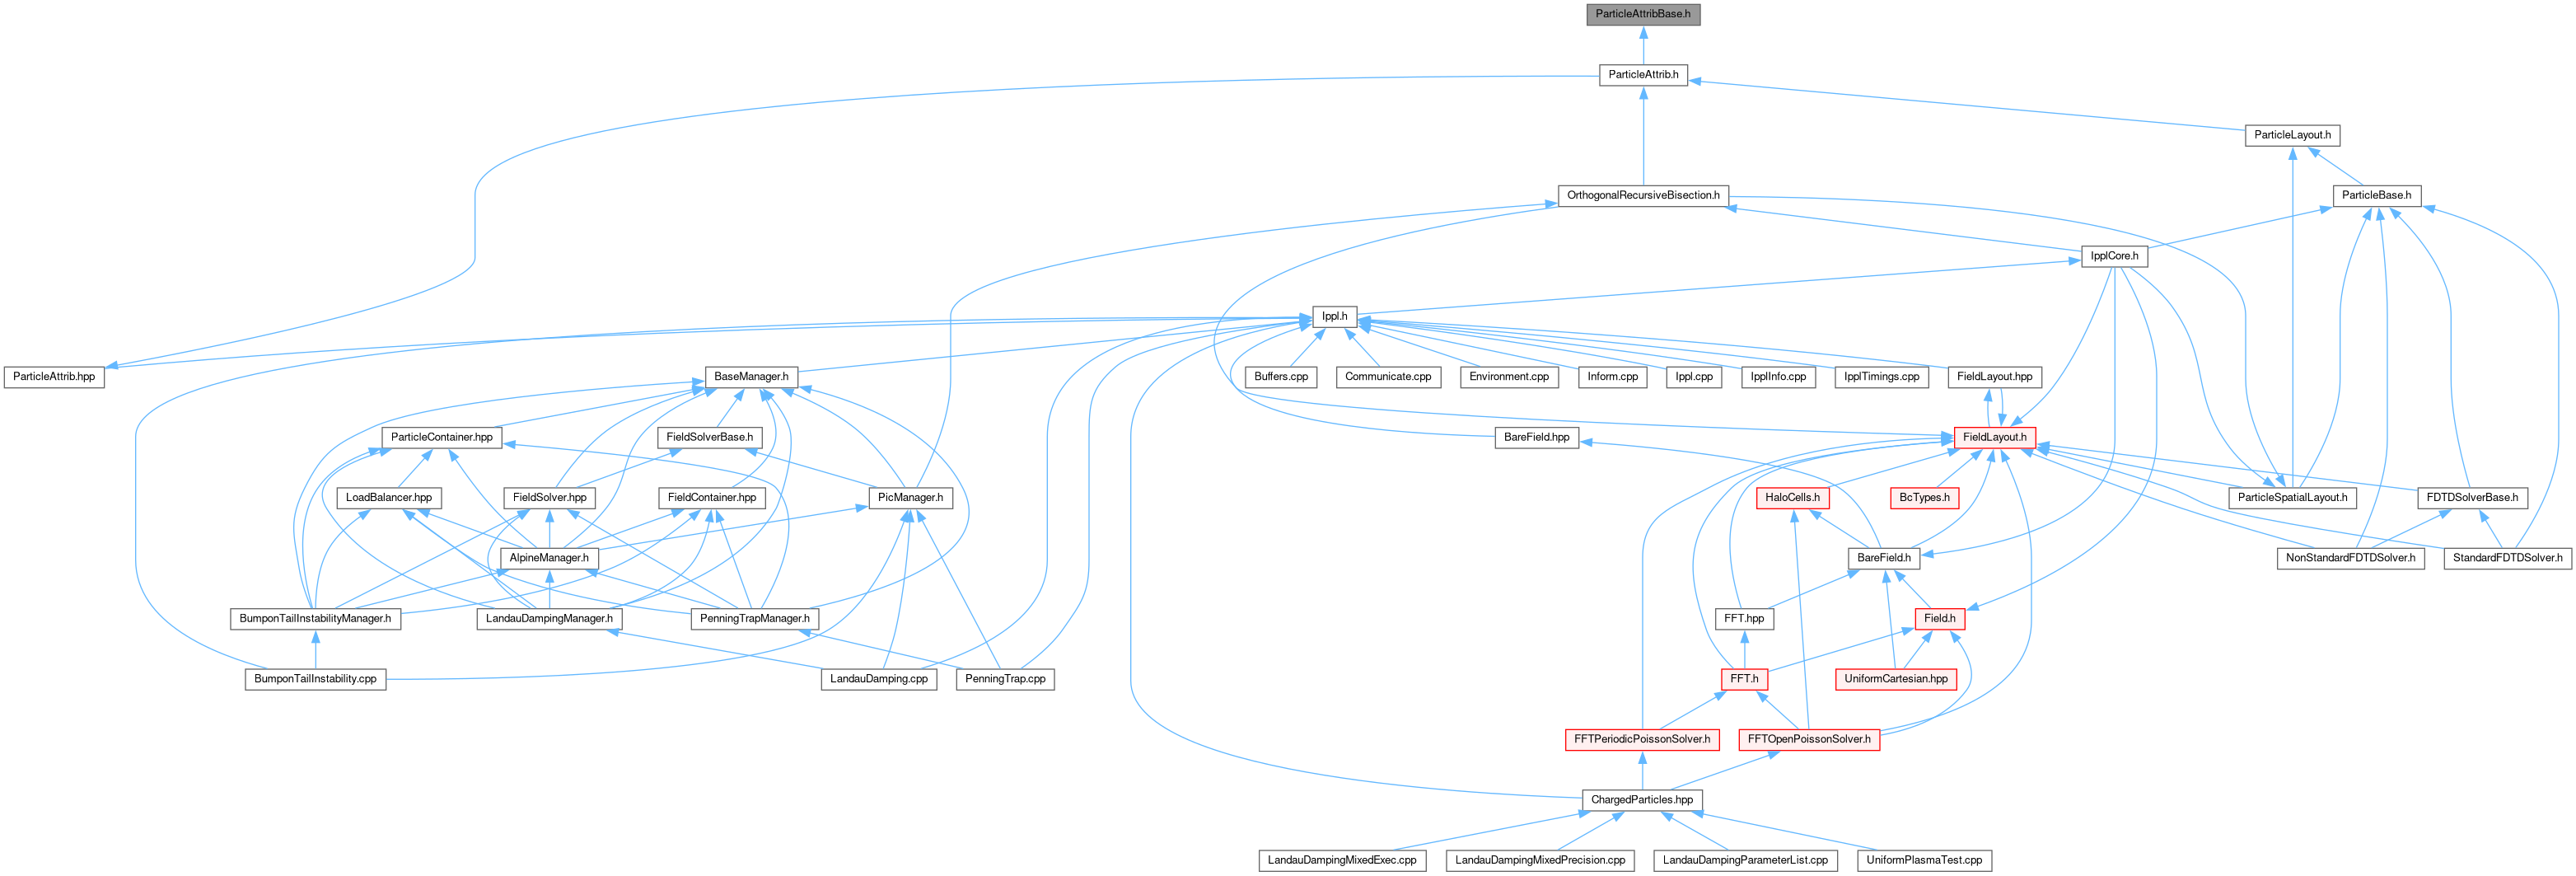 ParticleAttribBase.h
ParticleAttrib.h
ParticleLayout.h
OrthogonalRecursiveBisection.h
ParticleBase.h
IpplCore.h
Ippl.h
ParticleAttrib.hpp
BaseManager.h
Buffers.cpp
Communicate.cpp
Environment.cpp
Inform.cpp
Ippl.cpp
IpplInfo.cpp
IpplTimings.cpp
FieldLayout.hpp
ParticleContainer.hpp
FieldSolverBase.h
BareField.hpp
FieldLayout.h
LoadBalancer.hpp
FieldSolver.hpp
FieldContainer.hpp
PicManager.h
HaloCells.h
BcTypes.h
ParticleSpatialLayout.h
FDTDSolverBase.h
AlpineManager.h
BareField.h
NonStandardFDTDSolver.h
StandardFDTDSolver.h
BumponTailInstabilityManager.h
LandauDampingManager.h
PenningTrapManager.h
FFT.hpp
Field.h
BumponTailInstability.cpp
LandauDamping.cpp
PenningTrap.cpp
FFT.h
UniformCartesian.hpp
FFTPeriodicPoissonSolver.h
FFTOpenPoissonSolver.h
ChargedParticles.hpp
LandauDampingMixedExec.cpp
LandauDampingMixedPrecision.cpp
LandauDampingParameterList.cpp
UniformPlasmaTest.cpp